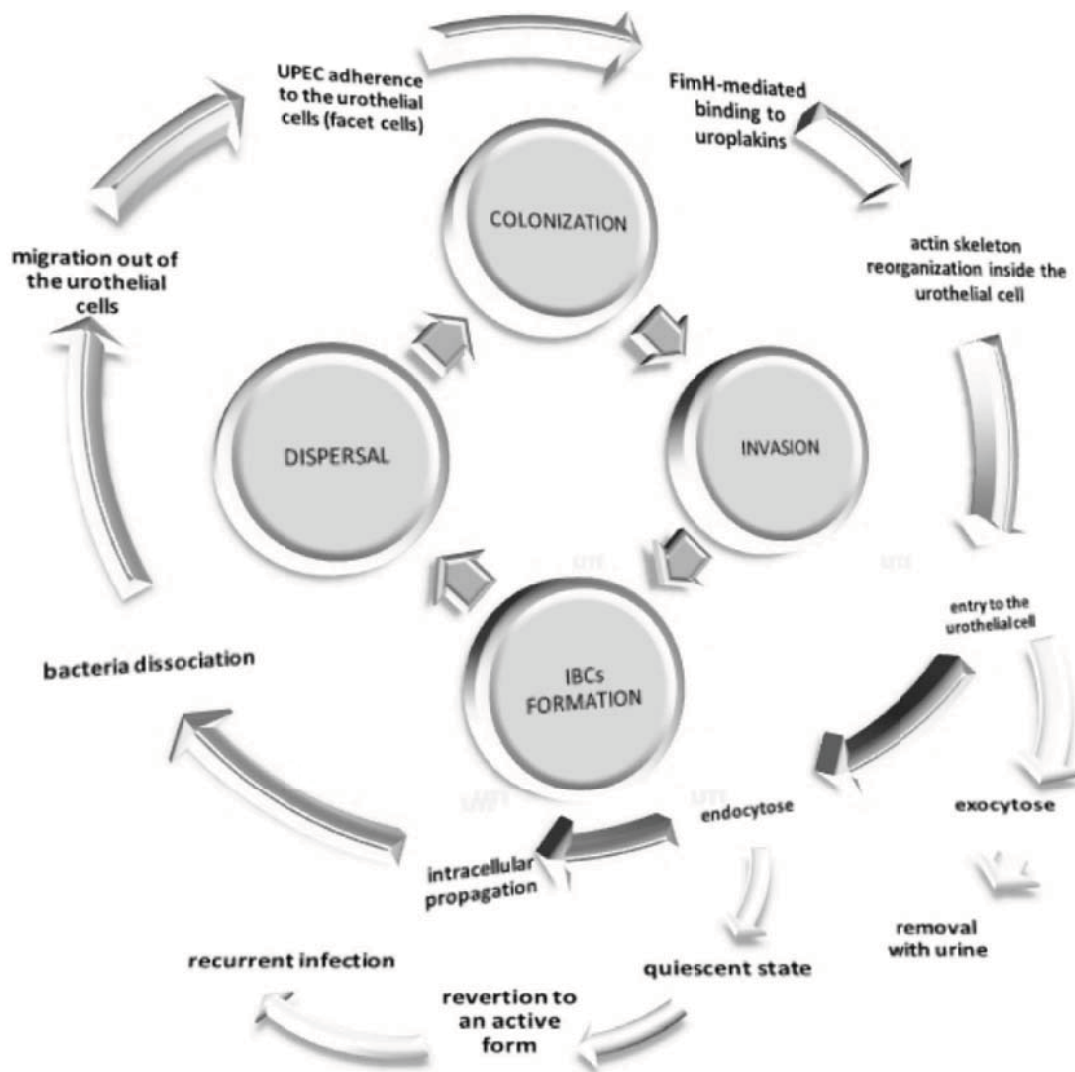 UPEC adherence
to the urothelial
cells (facet cells)
FimH-mediated
binding to
uroplakins
COLONIZATION
actin skeleton
reorganization inside the
urothelial cell
migration out of
the urothelial
cells
DISPERSAL
INVASION
entry to the
urothelial cell
bacteria dissociation
IBCs
FORMATION
endocytose
exocytose
intracellular
propagation
removal
with urine
recurrent infection
quiescent state
revertion to
an active
form